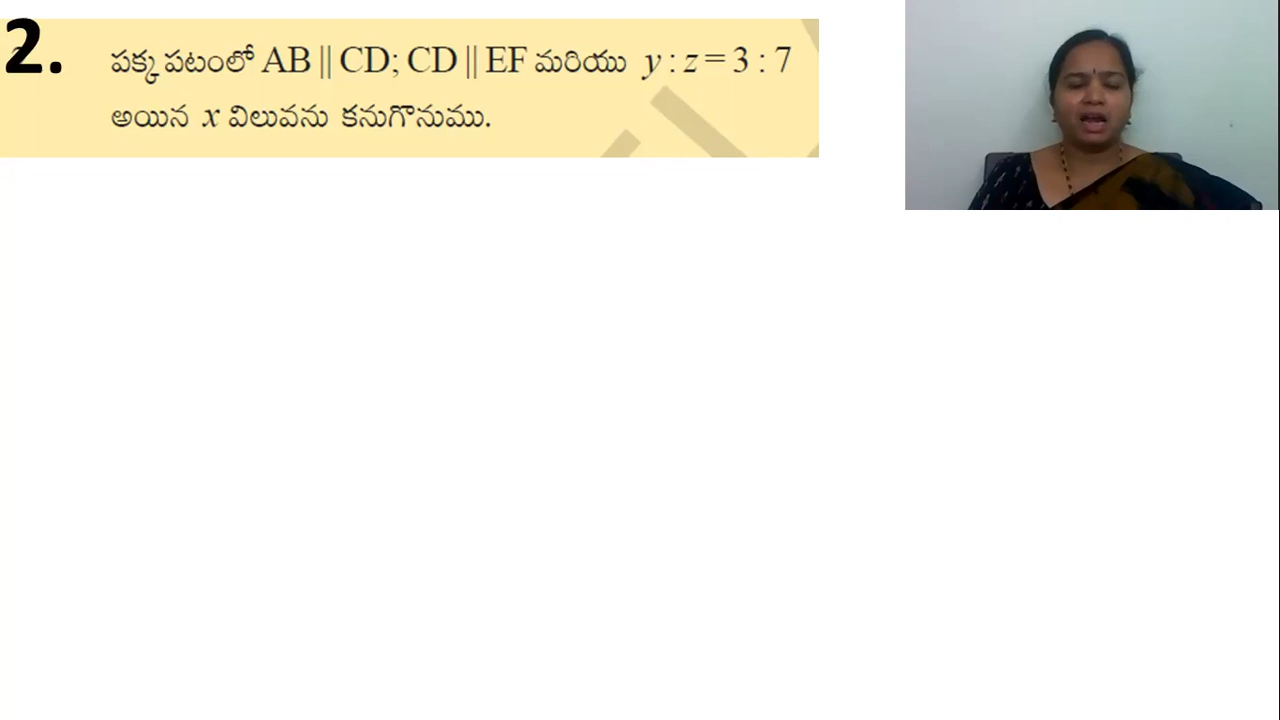 2. పక్క పటంలో AB || CD; CD || EF మరియు y : z = 3 : 7
అయిన x విలువను కనుగొనుము.